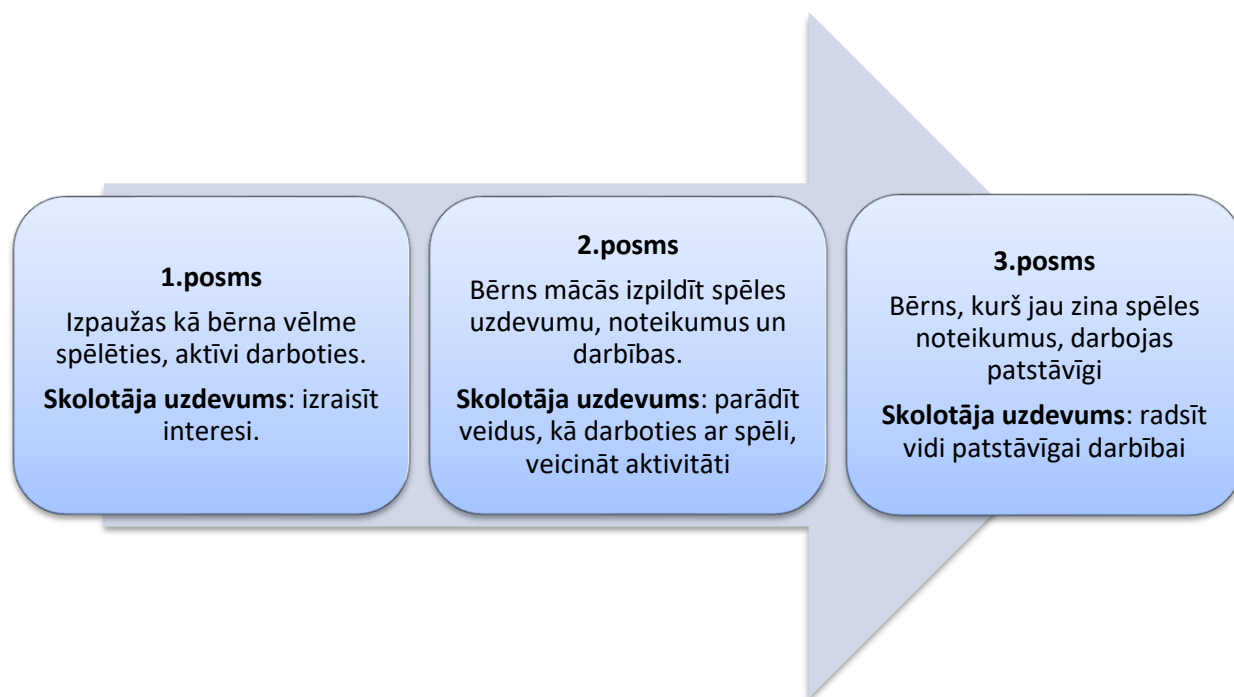 1.posms
Izpaužas kā bērna vēlme
spēlēties, aktīvi darboties.
Skolotāja uzdevums: izraisīt
interesi.
2.posms
Bērns mācās izpildīt spēles
uzdevumu, noteikumus un
darbības.
Skolotāja uzdevums: parādīt
veidus, kā darboties ar spēli,
veicināt aktivitāti
3.posms
Bērns, kurš jau zina spēles
noteikumus, darbojas
patstāvīgi
Skolotāja uzdevums: radsīt
vidi patstāvīgai darbībai